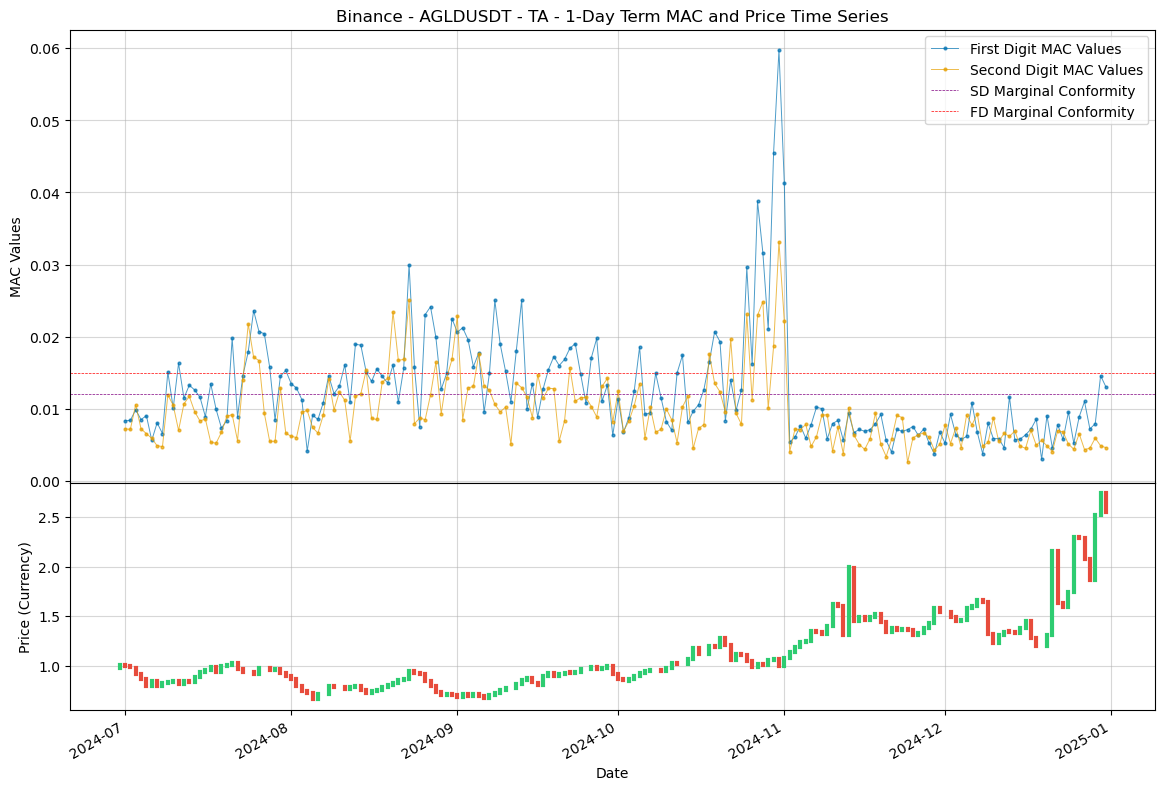 Binance - AGLDUSDT - TA - 1-Day Term MAC and Price Time Series
First Digit MAC Values
Second Digit MAC Values
SD Marginal Conformity
FD Marginal Conformity
MAC Values
0.06
0.05
0.04
0.03
0.02
0.01
0.00
Price (Currency)
2.5
2.0
1.5
1.0
2024-07
2024-08
2024-09
2024-10
2024-11
2024-12
2025-01
Date